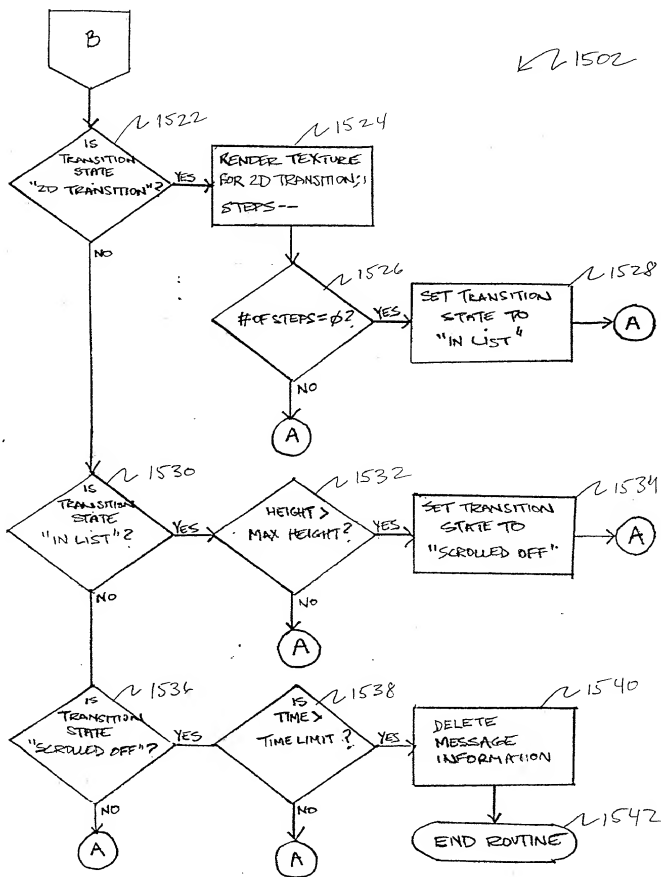 B
1502
1522
IS
TRANSITION
STATE
"2D TRANSITION"?
YES
NO
1524
RENDER TEXTURE
FOR 2D TRANSITION;
STEPS--
1526
# OF STEPS = Ø?
YES
NO
A
1528
SET TRANSITION
STATE TO
"IN LIST"
A
1530
IS
TRANSITION
STATE
"IN LIST"?
YES
NO
1532
HEIGHT >
MAX HEIGHT?
YES
NO
A
1534
SET TRANSITION
STATE TO
"SCROLLED OFF"
A
1536
IS
TRANSITION
STATE
"SCROLLED OFF"?
YES
NO
A
1538
IS
TIME >
TIME LIMIT?
YES
NO
A
1540
DELETE
MESSAGE
INFORMATION
1542
END ROUTINE